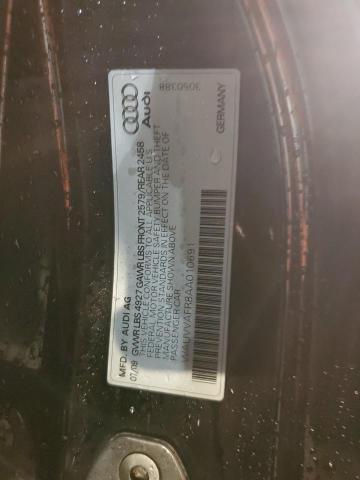 3050388
Audi
MFD. BY AUDI AG
07/09 GVWR LBS 4927 GAWR LBS FRONT 2579/REAR 2458
THIS VEHICLE CONFORMS TO ALL APPLICABLE U.S.
FEDERAL MOTOR VEHICLE SAFETY BUMPER AND THEFT
PREVENTION STANDARDS IN EFFECT ON THE DATE OF
MANUFACTURE SHOWN ABOVE
PASSENGER CAR
WAUVVAFR8AA010691
GERMANY